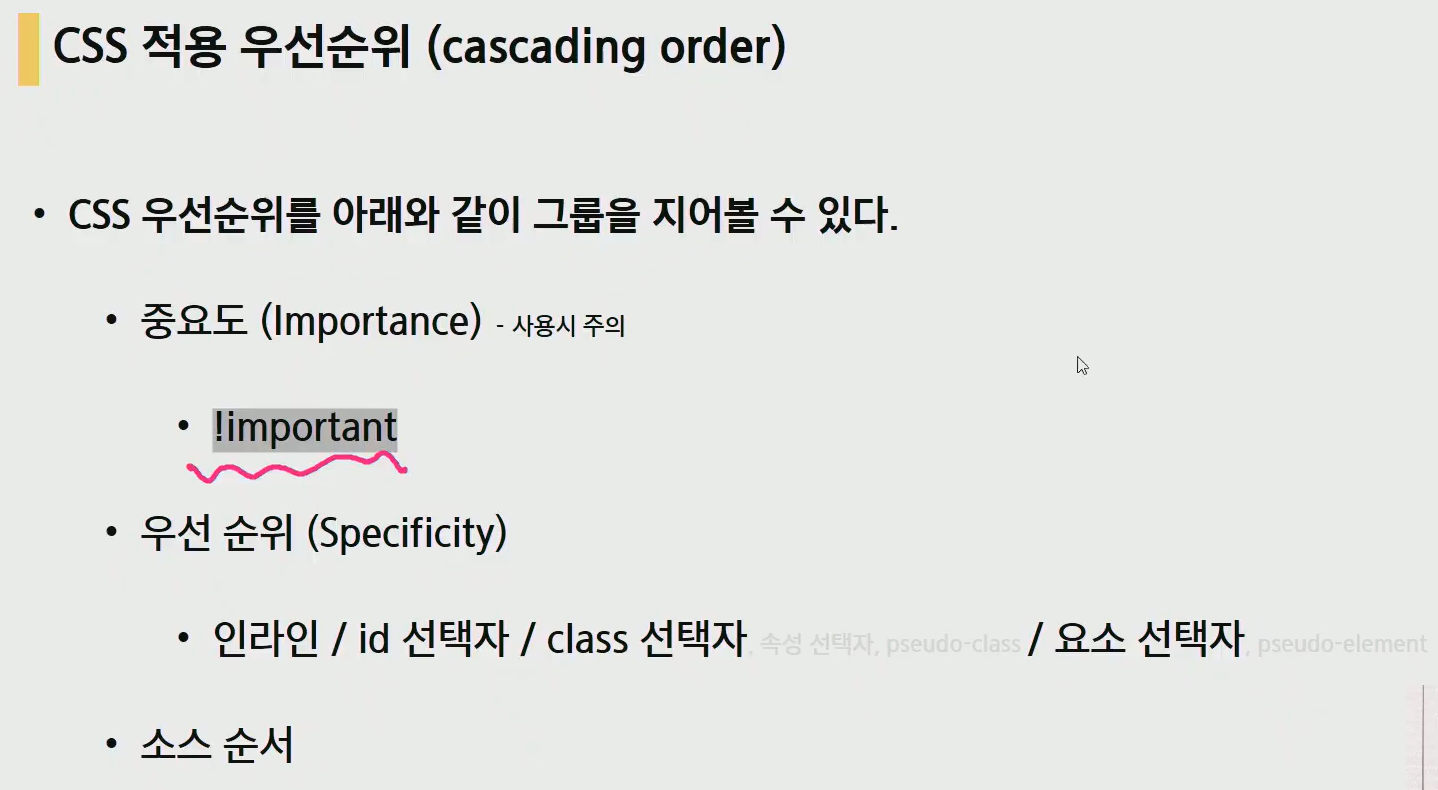 CSS 적용 우선순위 (cascading order)
• CSS 우선순위를 아래와 같이 그룹을 지어볼 수 있다.
• 중요도 (Importance) - 사용시 주의
• !important
• 우선 순위 (Specificity)
• 인라인 / id 선택자 / class 선택자, 속성 선택자, pseudo-class / 요소 선택자, pseudo-element
• 소스 순서